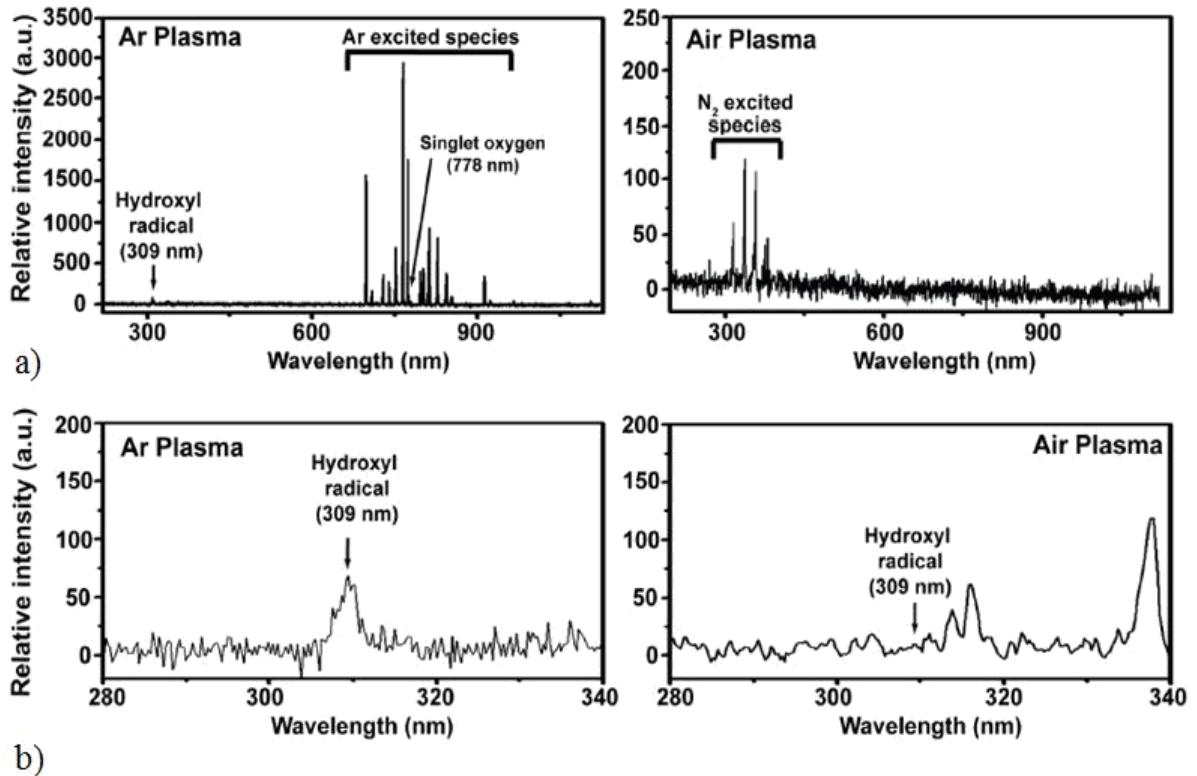 Relative intensity (a.u.)
3500
3000
2500
2000
1500
1000
500
0
Ar Plasma
Ar excited species
Singlet oxygen
(778 nm)
Hydroxyl
radical
(309 nm)
300
600
900
Wavelength (nm)
Relative intensity (a.u.)
250
200
150
100
50
0
Air Plasma
N2 excited
species
300
600
900
Wavelength (nm)
a)
Relative intensity (a.u.)
200
150
100
50
0
Ar Plasma
Hydroxyl
radical
(309 nm)
280
300
320
340
Wavelength (nm)
200
150
100
50
0
Air Plasma
Hydroxyl
radical
(309 nm)
280
300
320
340
Wavelength (nm)
b)